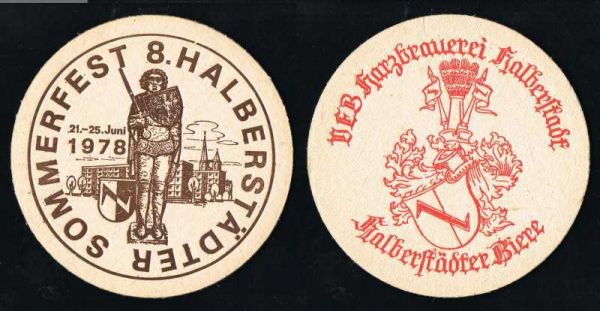 8. HALBERSTÄDTER SOMMERFEST
21.–25. Juni
1978
VEB Harzbrauerei Halberstadt
Halberstädter Biere